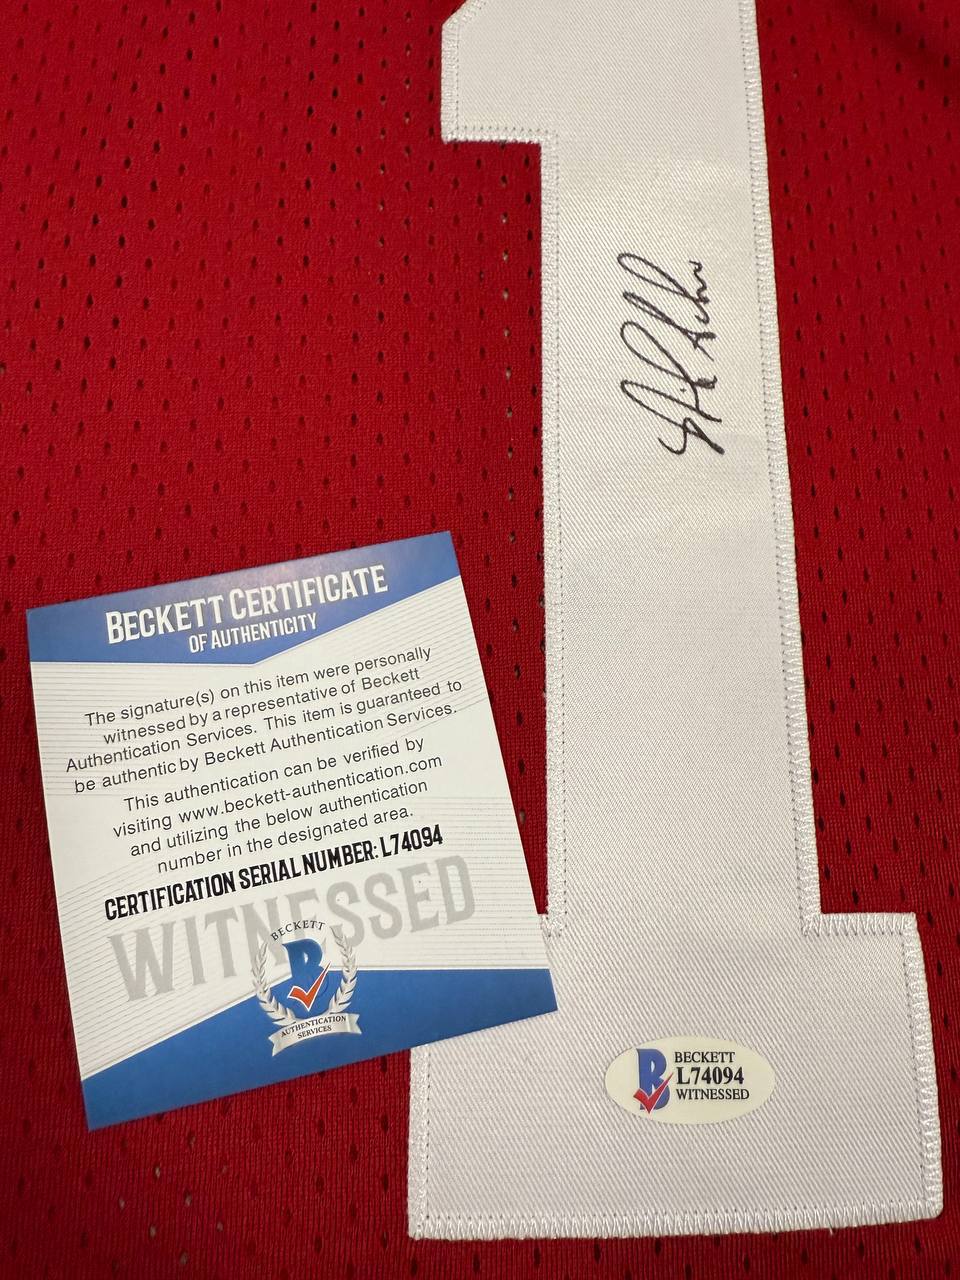 1
BECKETT CERTIFICATE
OF AUTHENTICITY
The signature(s) on this item were personally
witnessed by a representative of Beckett
Authentication Services. This item is guaranteed to
be authentic by Beckett Authentication Services.
This authentication can be verified by
visiting www.beckett-authentication.com
and utilizing the below authentication
number in the designated area.
CERTIFICATION SERIAL NUMBER: L74094
WITNESSED
BECKETT
B
AUTHENTICATION
SERVICES
B
BECKETT
L74094
WITNESSED